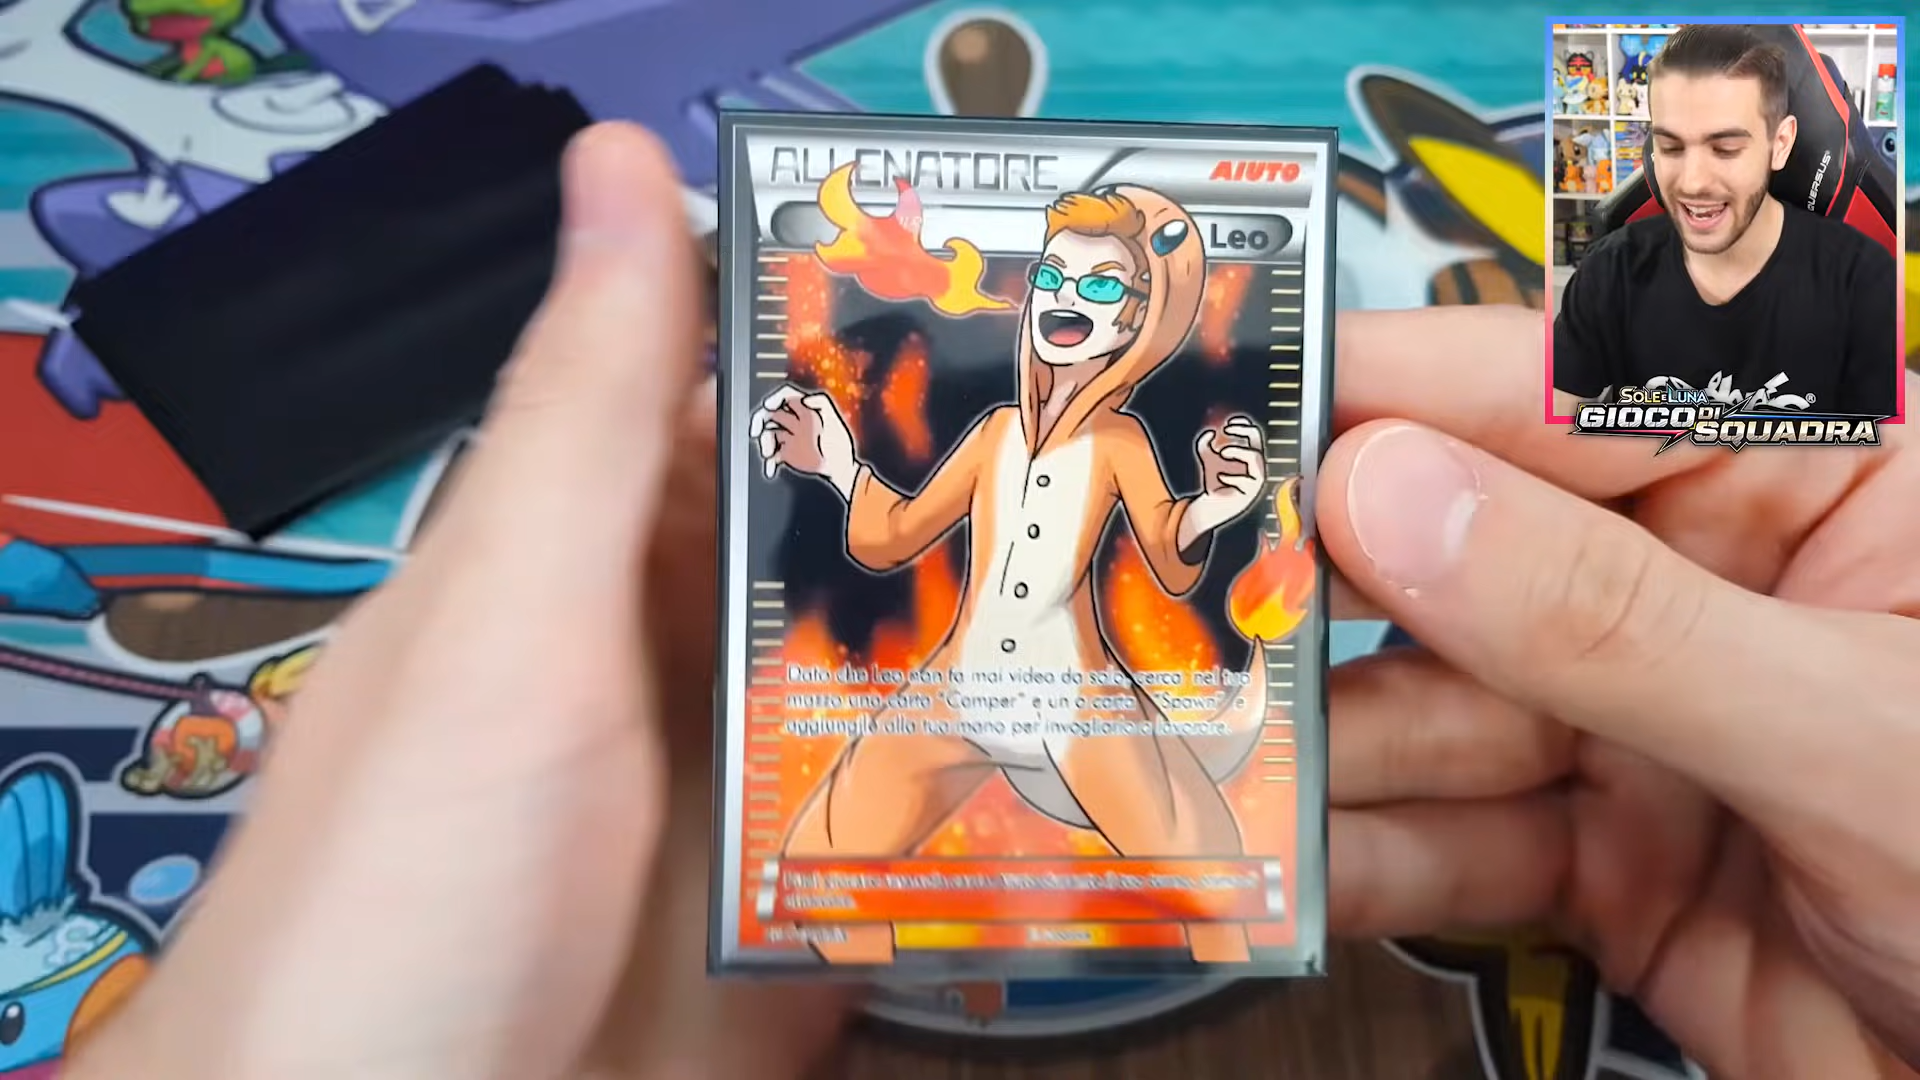 ALLENATORE
AIUTO
Leo
Dato che Leo non fa mai video da solo, cerca nel tuo
mazzo una carta "Camper" e un a carta "Spawn" e
aggiungile alla tua mano per invogliarlo a lavorare.
SOLE E LUNA
GIOCO DI
SQUADRA